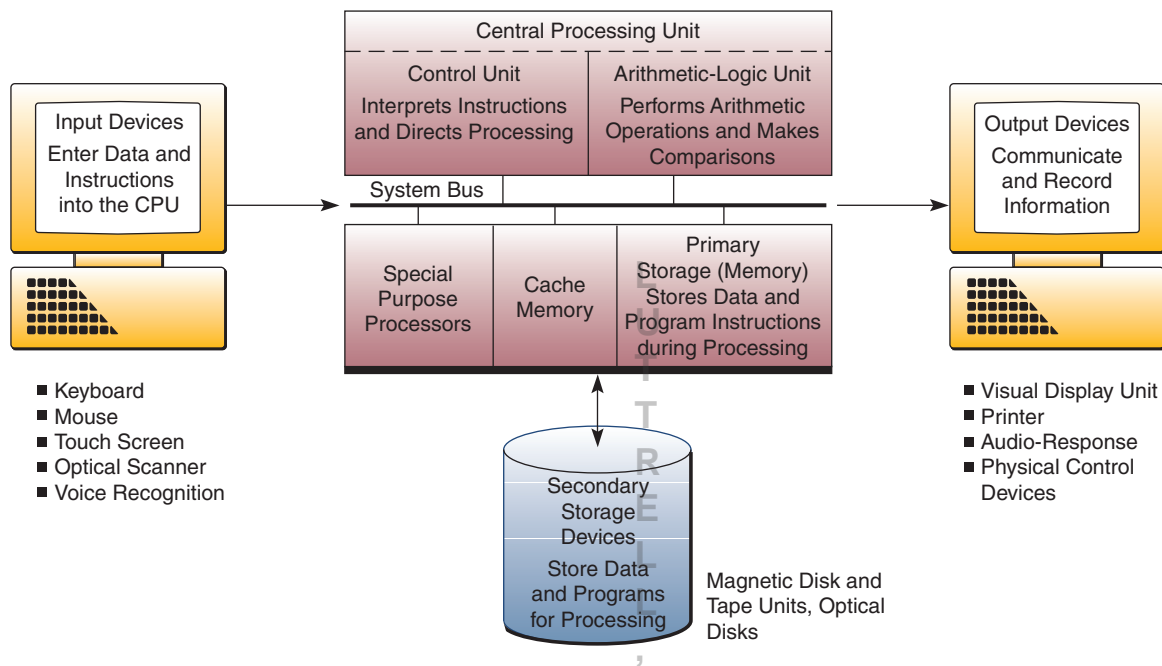 Central Processing Unit
Control Unit
Interprets Instructions
and Directs Processing
Arithmetic-Logic Unit
Performs Arithmetic
Operations and Makes
Comparisons
Input Devices
Enter Data and
Instructions
into the CPU
Output Devices
Communicate
and Record
Information
System Bus
Special
Purpose
Processors
Cache
Memory
Primary
Storage (Memory)
Stores Data and
Program Instructions
during Processing
■ Keyboard
■ Mouse
■ Touch Screen
■ Optical Scanner
■ Voice Recognition
■ Visual Display Unit
■ Printer
■ Audio-Response
■ Physical Control
Devices
Secondary
Storage
Devices
Store Data
and Programs
for Processing
Magnetic Disk and
Tape Units, Optical
Disks
LUTTRELL,